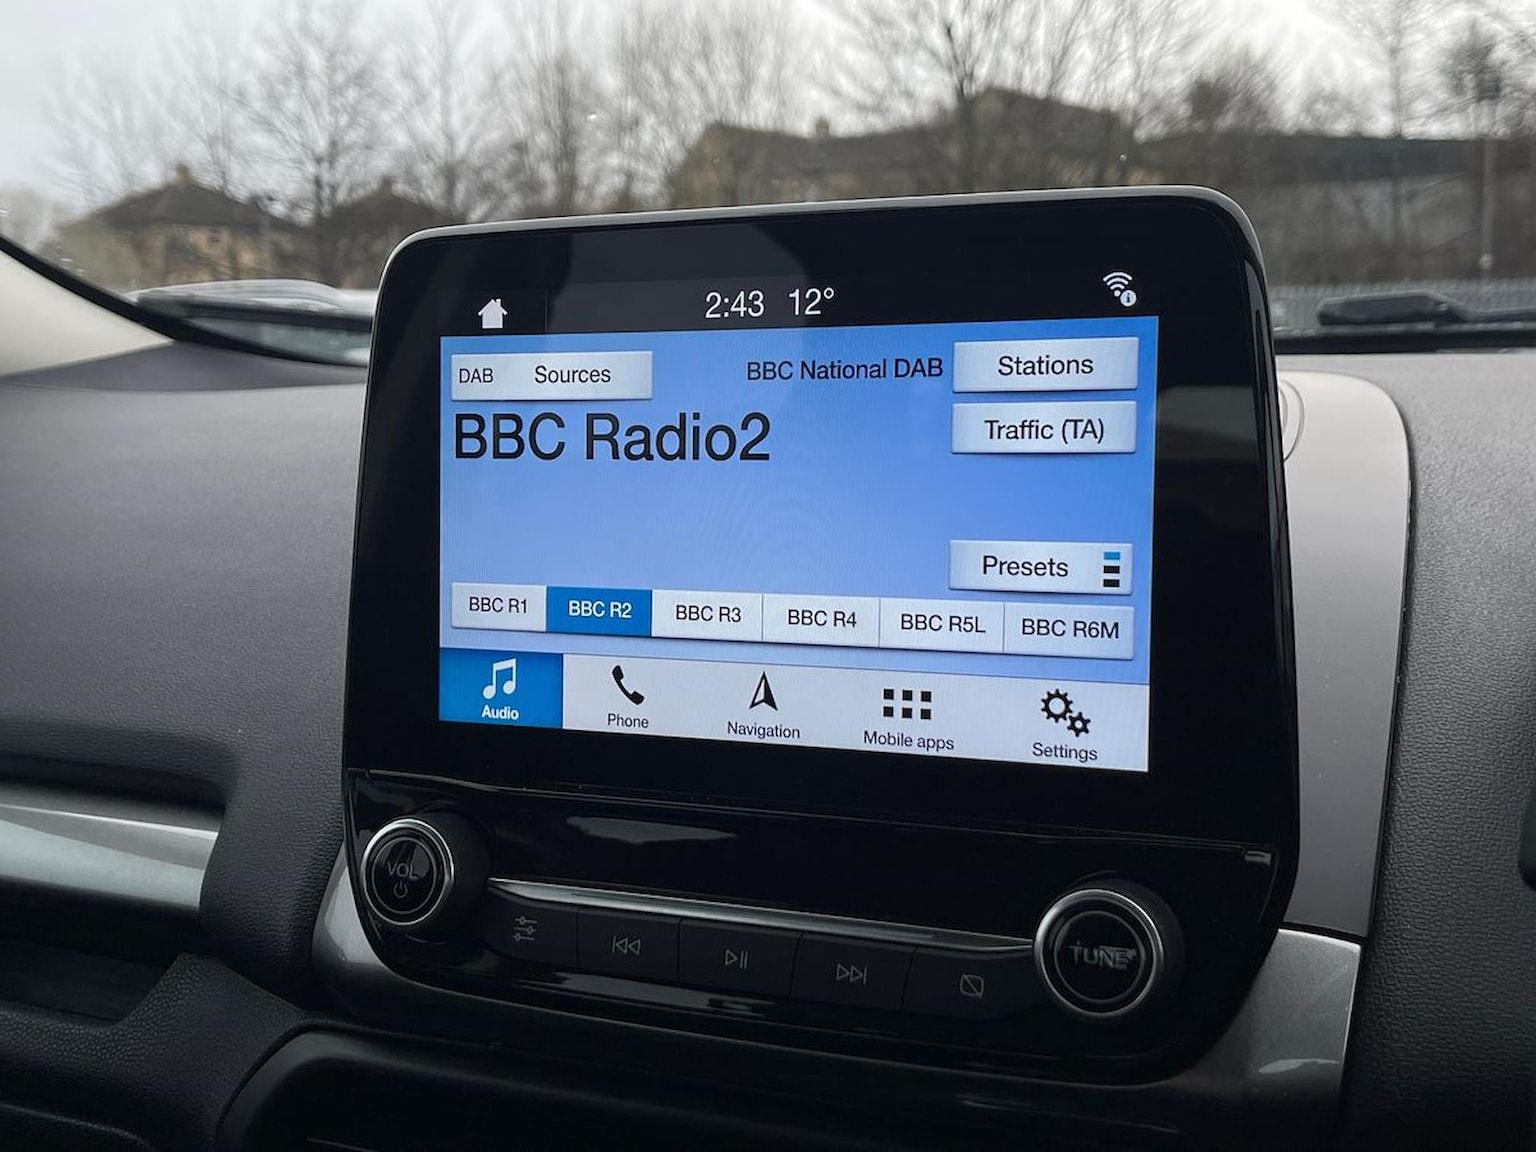 2:43 12°
DAB Sources
BBC National DAB
Stations
BBC Radio2
Traffic (TA)
Presets
BBC R1
BBC R2
BBC R3
BBC R4
BBC R5L
BBC R6M
Audio
Phone
Navigation
Mobile apps
Settings
VOL
TUNE